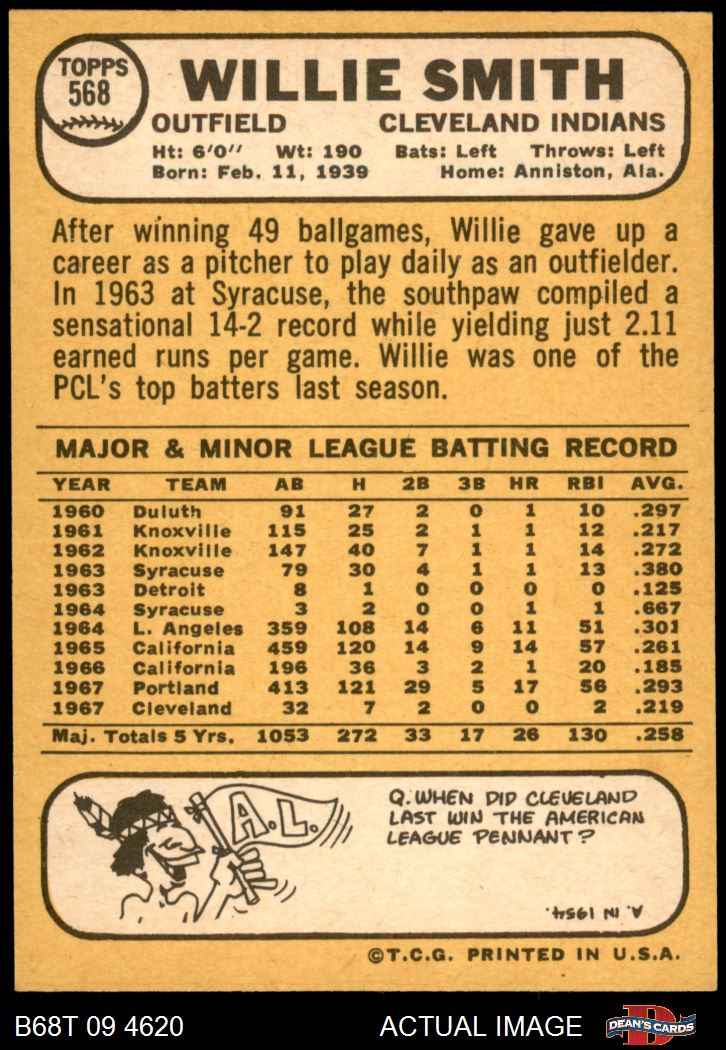 TOPPS
568
WILLIE SMITH
OUTFIELD CLEVELAND INDIANS
Ht: 6'0" Wt: 190 Bats: Left Throws: Left
Born: Feb. 11, 1939 Home: Anniston, Ala.
After winning 49 ballgames, Willie gave up a
career as a pitcher to play daily as an outfielder.
In 1963 at Syracuse, the southpaw compiled a
sensational 14-2 record while yielding just 2.11
earned runs per game. Willie was one of the
PCL's top batters last season.
MAJOR & MINOR LEAGUE BATTING RECORD
YEAR TEAM AB H 2B 3B HR RBI AVG.
1960 Duluth 91 27 2 0 1 10 .297
1961 Knoxville 115 25 2 1 1 12 .217
1962 Knoxville 147 40 7 1 1 14 .272
1963 Syracuse 79 30 4 1 1 13 .380
1963 Detroit 8 1 0 0 0 0 .125
1964 Syracuse 3 2 0 0 1 1 .667
1964 L. Angeles 359 108 14 6 11 51 .301
1965 California 459 120 14 9 14 57 .261
1966 California 196 36 3 2 1 20 .185
1967 Portland 413 121 29 5 17 56 .293
1967 Cleveland 32 7 2 0 0 2 .219
Maj. Totals 5 Yrs. 1053 272 33 17 26 130 .258
A.L.
Q. WHEN DID CLEVELAND
LAST WIN THE AMERICAN
LEAGUE PENNANT?
A. IN 1954.
©T.C.G. PRINTED IN U.S.A.
B68T 09 4620 ACTUAL IMAGE D DEAN'S CARDS